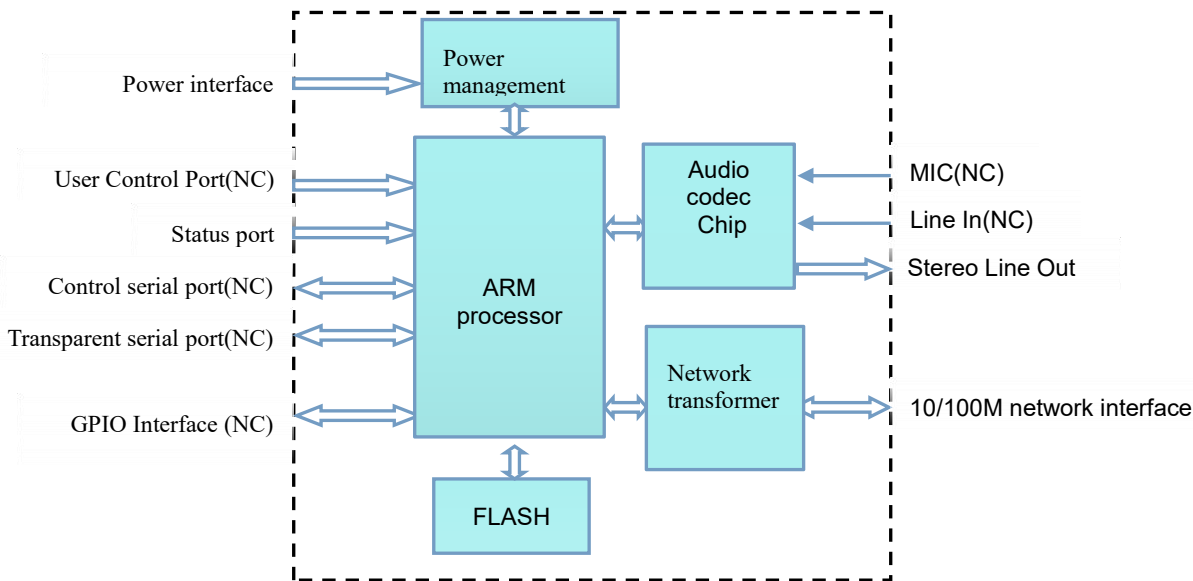 Power
management
Power interface
User Control Port(NC)
Status port
Control serial port(NC)
Transparent serial port(NC)
GPIO Interface (NC)
ARM
processor
FLASH
Audio
codec
Chip
Network
transformer
MIC(NC)
Line In(NC)
Stereo Line Out
10/100M network interface